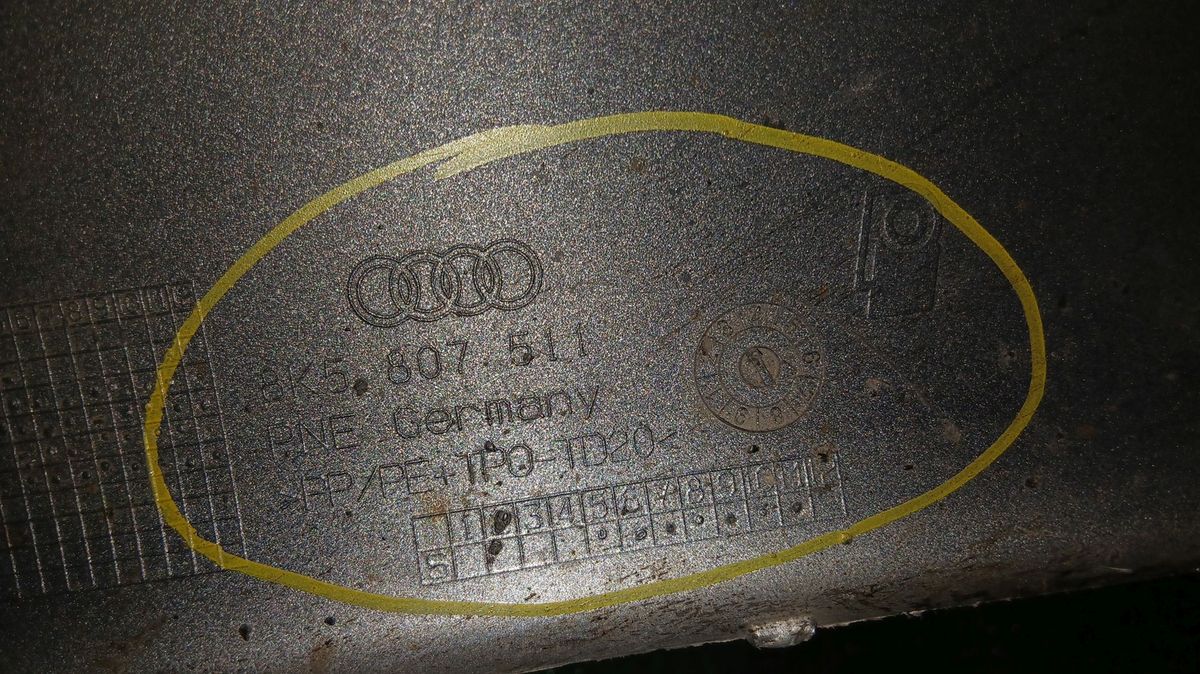 8K5 807 511
PNE Germany
>PP/PE+TPO-TD20<
1 2 3 4 5 6 7 8 9 10 11 12
5